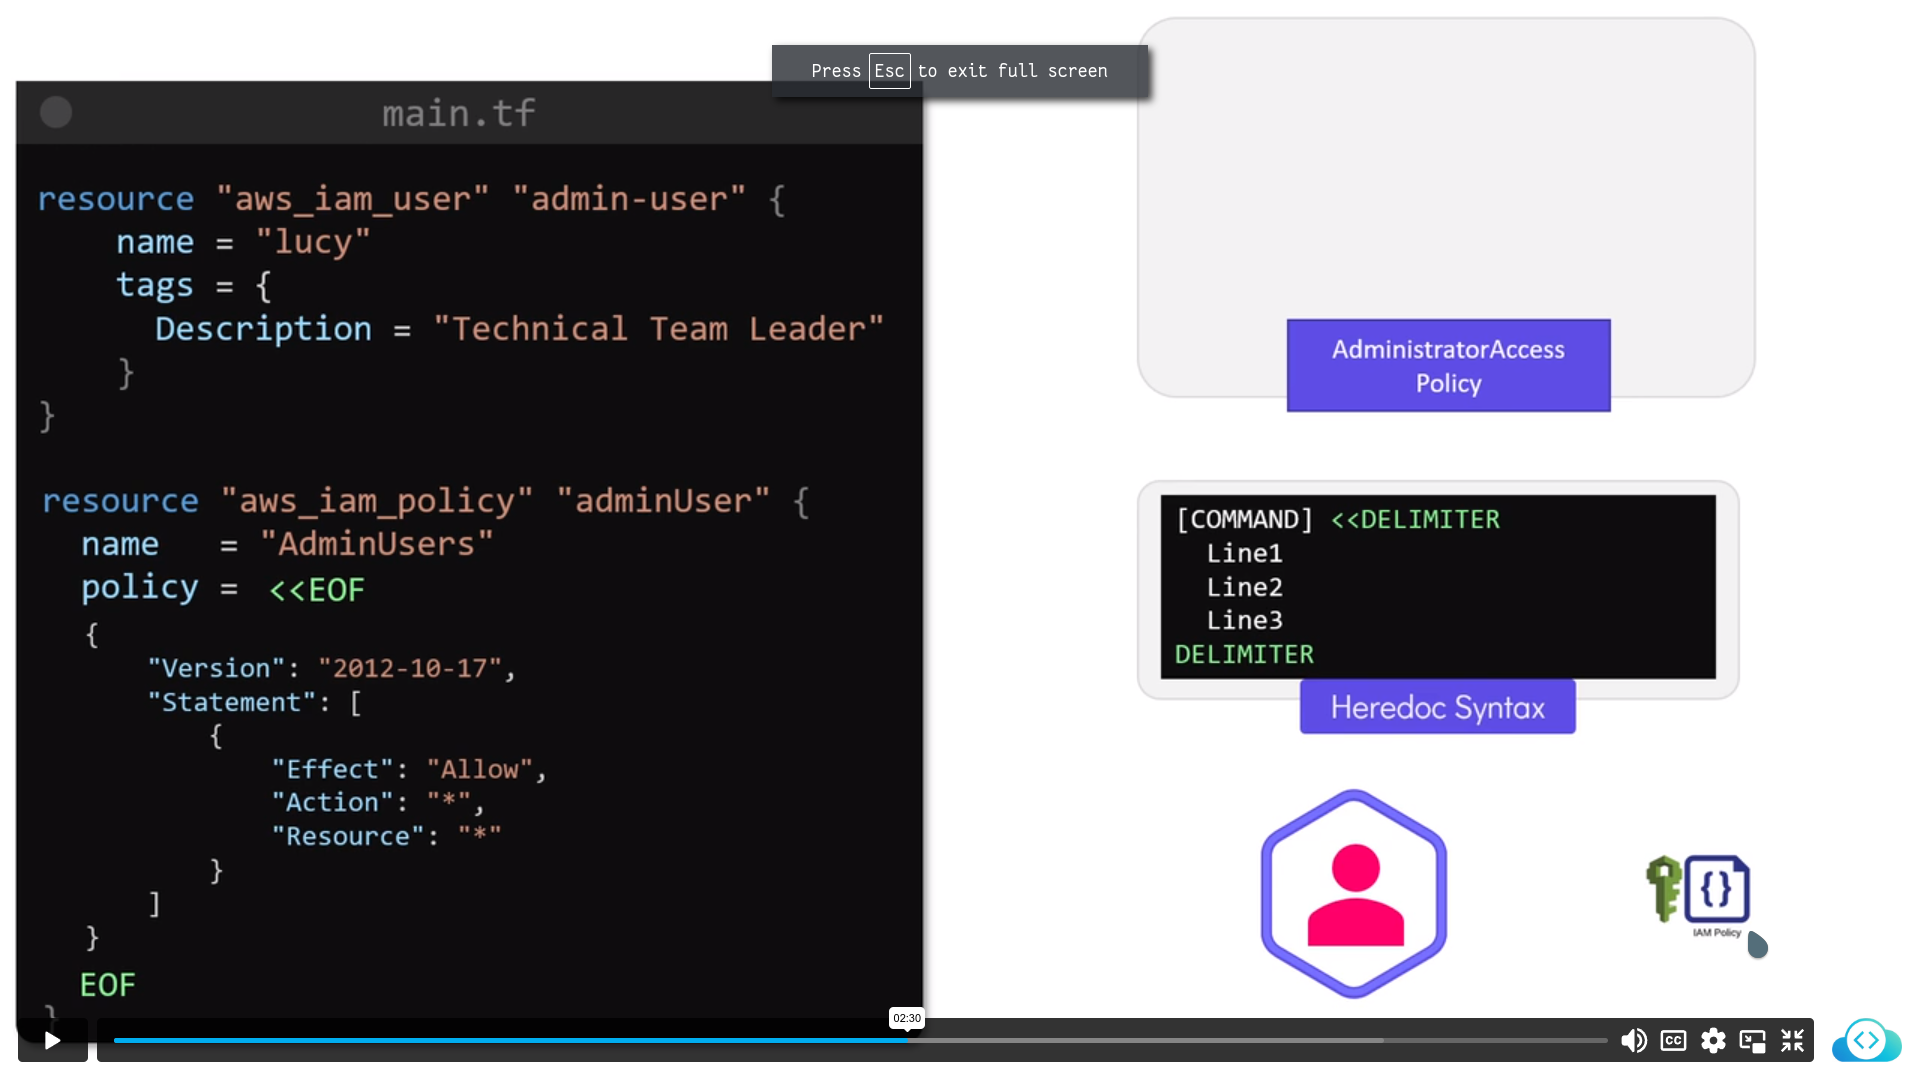 Press Esc to exit full screen
main.tf
resource "aws_iam_user" "admin-user" {
name = "lucy"
tags = {
Description = "Technical Team Leader"
}
}
resource "aws_iam_policy" "adminUser" {
name = "AdminUsers"
policy = <<EOF
{
"Version": "2012-10-17",
"Statement": [
{
"Effect": "Allow",
"Action": "*",
"Resource": "*"
}
]
}
EOF
}
AdministratorAccess
Policy
[COMMAND] <<DELIMITER
Line1
Line2
Line3
DELIMITER
Heredoc Syntax
{}
IAM Policy
02:30
CC
<>